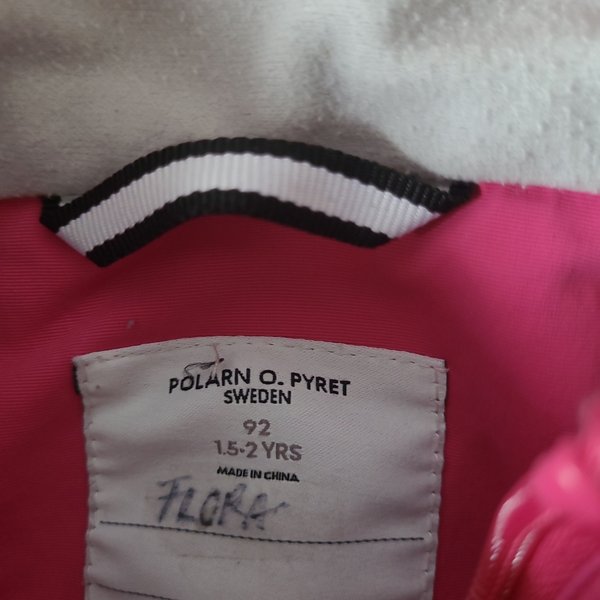 POLARN O. PYRET
SWEDEN
92
1.5-2 YRS
MADE IN CHINA
FLORA